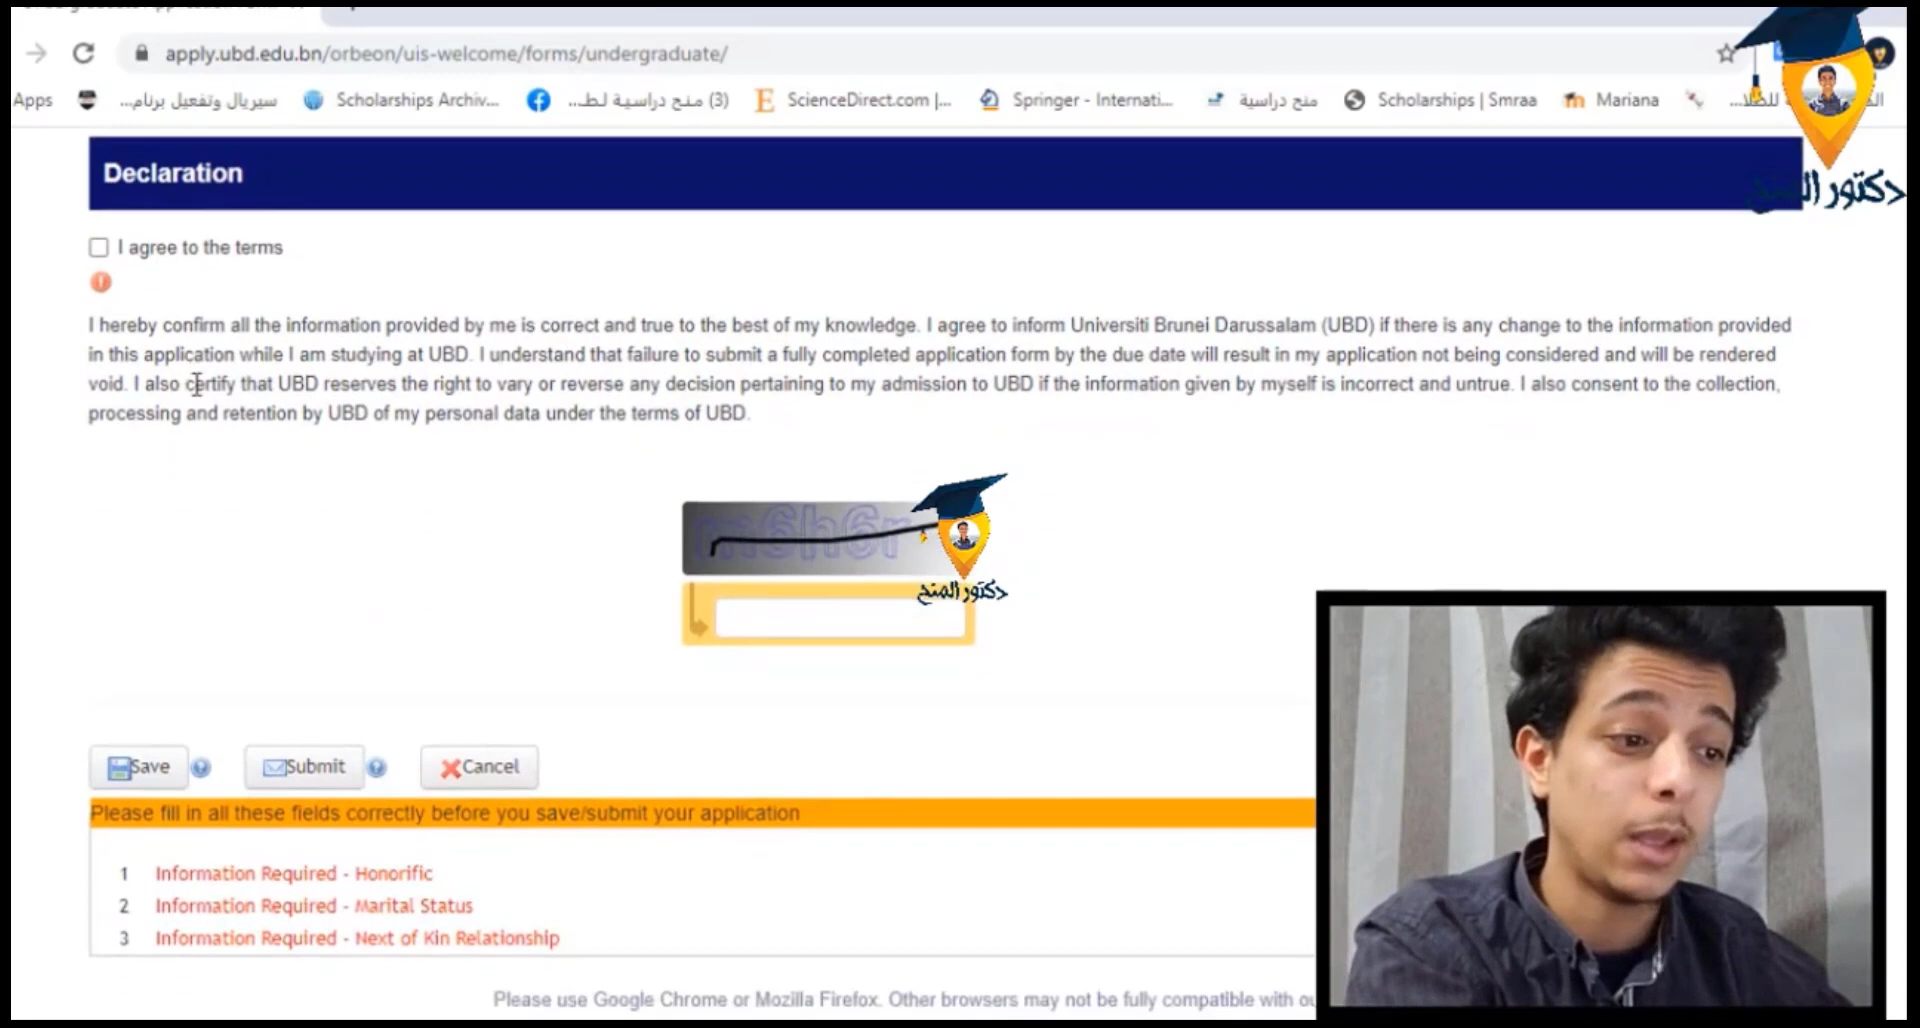 apply.ubd.edu.bn/orbeon/uis-welcome/forms/undergraduate/
Apps سيريال وتفعيل برنام... Scholarships Archiv... (3) منح دراسية لط... ScienceDirect.com |... Springer - Internati... منح دراسية Scholarships | Smraa Mariana
دكتور المنح
Declaration
I agree to the terms
I hereby confirm all the information provided by me is correct and true to the best of my knowledge. I agree to inform Universiti Brunei Darussalam (UBD) if there is any change to the information provided
in this application while I am studying at UBD. I understand that failure to submit a fully completed application form by the due date will result in my application not being considered and will be rendered
void. I also certify that UBD reserves the right to vary or reverse any decision pertaining to my admission to UBD if the information given by myself is incorrect and untrue. I also consent to the collection,
processing and retention by UBD of my personal data under the terms of UBD.
m6h6r
دكتور المنح
Save Submit Cancel
Please fill in all these fields correctly before you save/submit your application
1 Information Required - Honorific
2 Information Required - Marital Status
3 Information Required - Next of Kin Relationship
Please use Google Chrome or Mozilla Firefox. Other browsers may not be fully compatible with